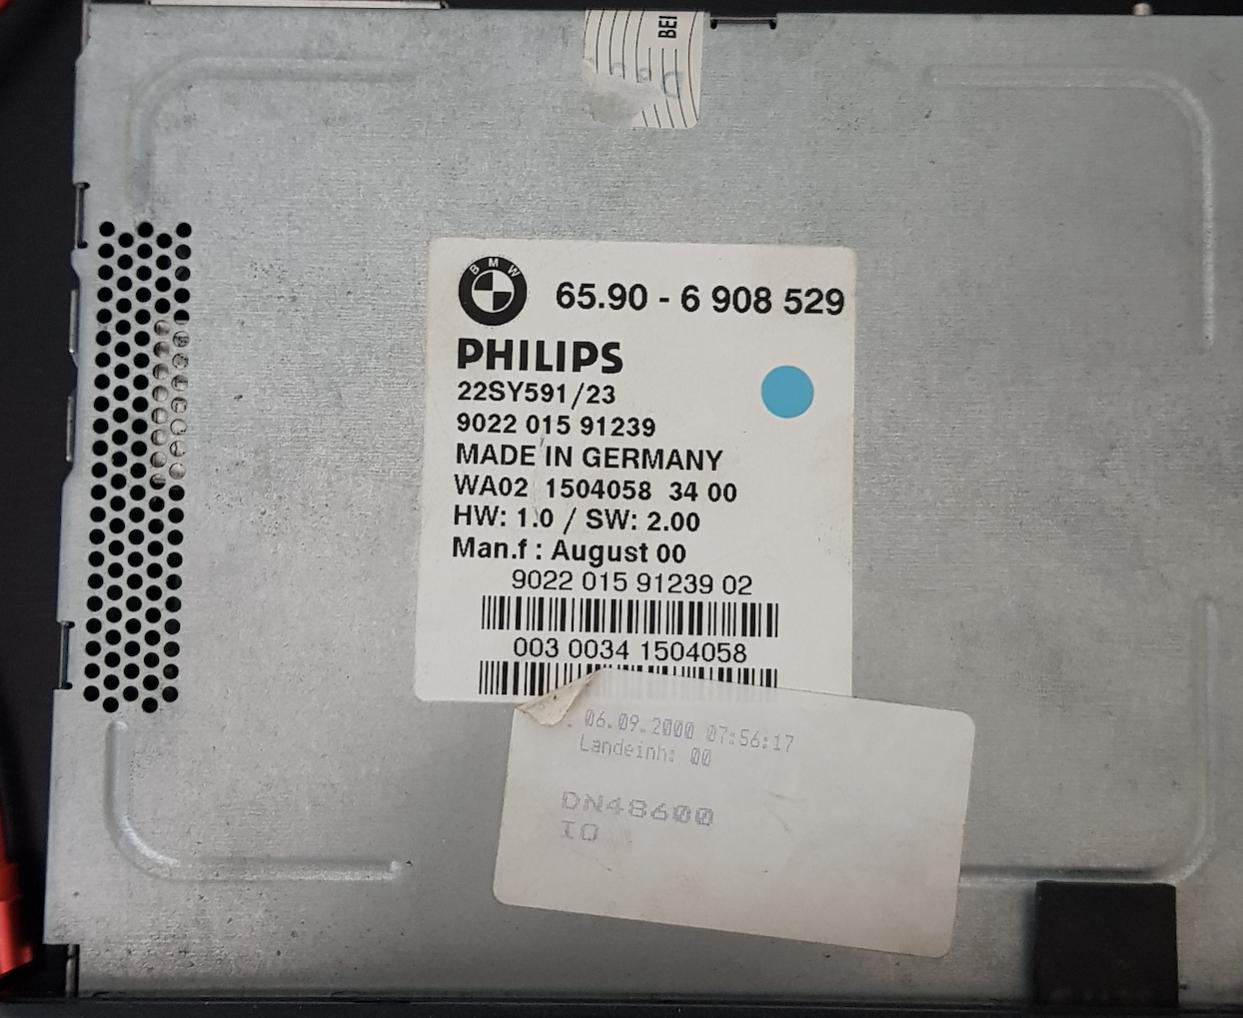 BEI
BMW
65.90 - 6 908 529
PHILIPS
22SY591/23
9022 015 91239
MADE IN GERMANY
WA02 1504058 34 00
HW: 1.0 / SW: 2.00
Man.f : August 00
9022 015 91239 02
003 0034 1504058
06.09.2000 07:56:17
Landeinh: 00
DN48600
IO